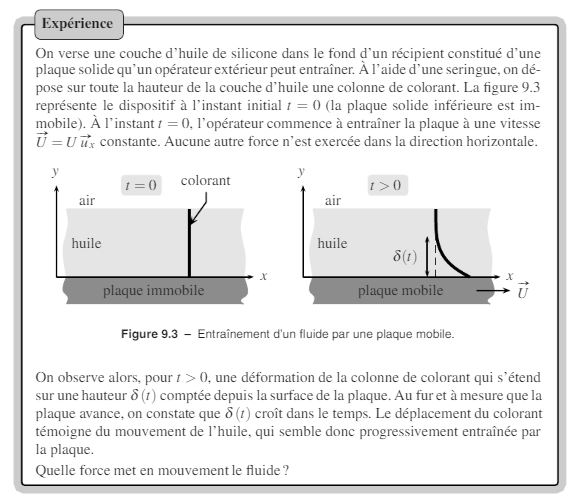 Expérience
On verse une couche d'huile de silicone dans le fond d'un récipient constitué d'une
plaque solide qu'un opérateur extérieur peut entraîner. À l'aide d'une seringue, on dé-
pose sur toute la hauteur de la couche d'huile une colonne de colorant. La figure 9.3
représente le dispositif à l'instant initial t = 0 (la plaque solide inférieure est im-
mobile). À l'instant t = 0, l'opérateur commence à entraîner la plaque à une vitesse
U⃗ = U u⃗ₓ constante. Aucune autre force n'est exercée dans la direction horizontale.
y
t = 0
colorant
air
huile
x
plaque immobile
y
t > 0
air
huile
δ(t)
x
plaque mobile
U⃗
Figure 9.3 – Entraînement d'un fluide par une plaque mobile.
On observe alors, pour t > 0, une déformation de la colonne de colorant qui s'étend
sur une hauteur δ(t) comptée depuis la surface de la plaque. Au fur et à mesure que la
plaque avance, on constate que δ(t) croît dans le temps. Le déplacement du colorant
témoigne du mouvement de l'huile, qui semble donc progressivement entraînée par
la plaque.
Quelle force met en mouvement le fluide ?